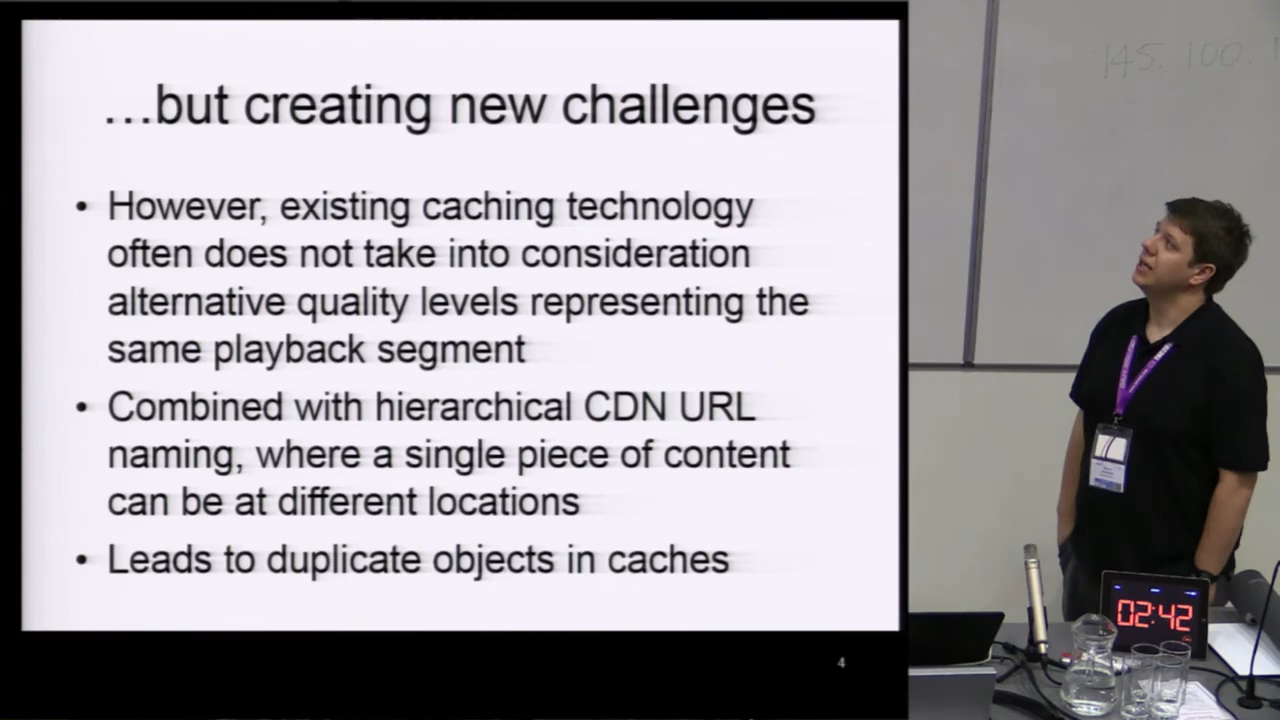 …but creating new challenges
• However, existing caching technology
often does not take into consideration
alternative quality levels representing the
same playback segment
• Combined with hierarchical CDN URL
naming, where a single piece of content
can be at different locations
• Leads to duplicate objects in caches
4
145. 100.
02:42